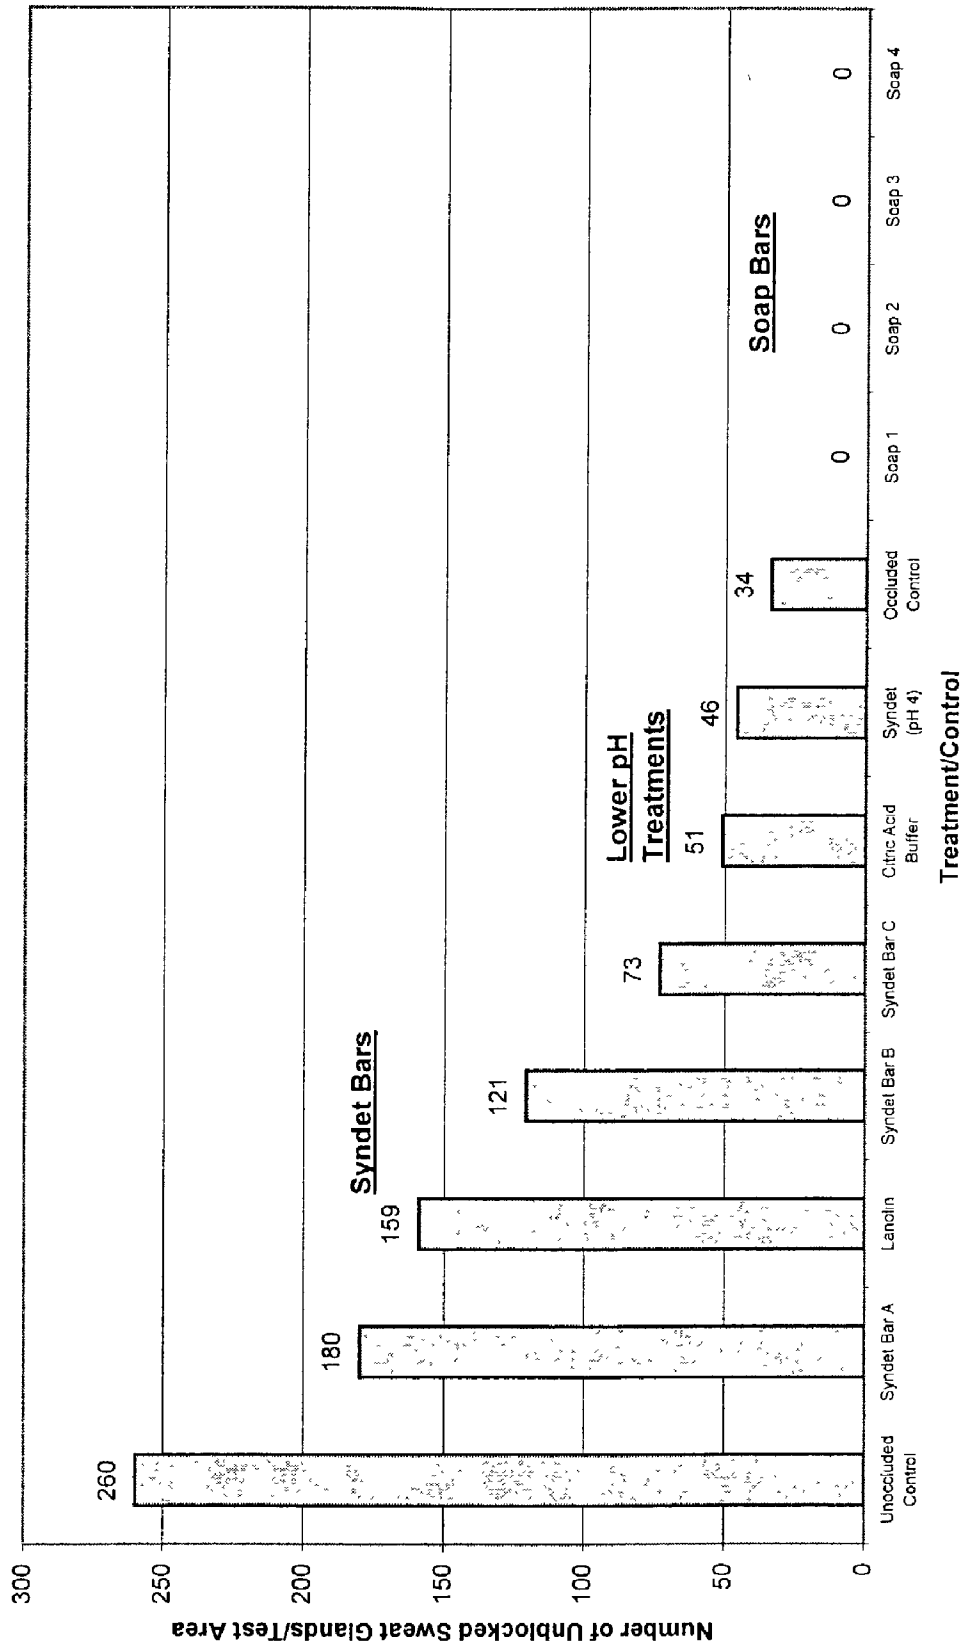 Number of Unblocked Sweat Glands/Test Area
300
250
200
150
100
50
0
260
180
159
121
73
51
46
34
0
0
0
0
Syndet Bars
Lower pH
Treatments
Soap Bars
Unoccluded
Control
Syndet Bar A
Lanolin
Syndet Bar B
Syndet Bar C
Citric Acid
Buffer
Syndet
(pH 4)
Occluded
Control
Soap 1
Soap 2
Soap 3
Soap 4
Treatment/Control